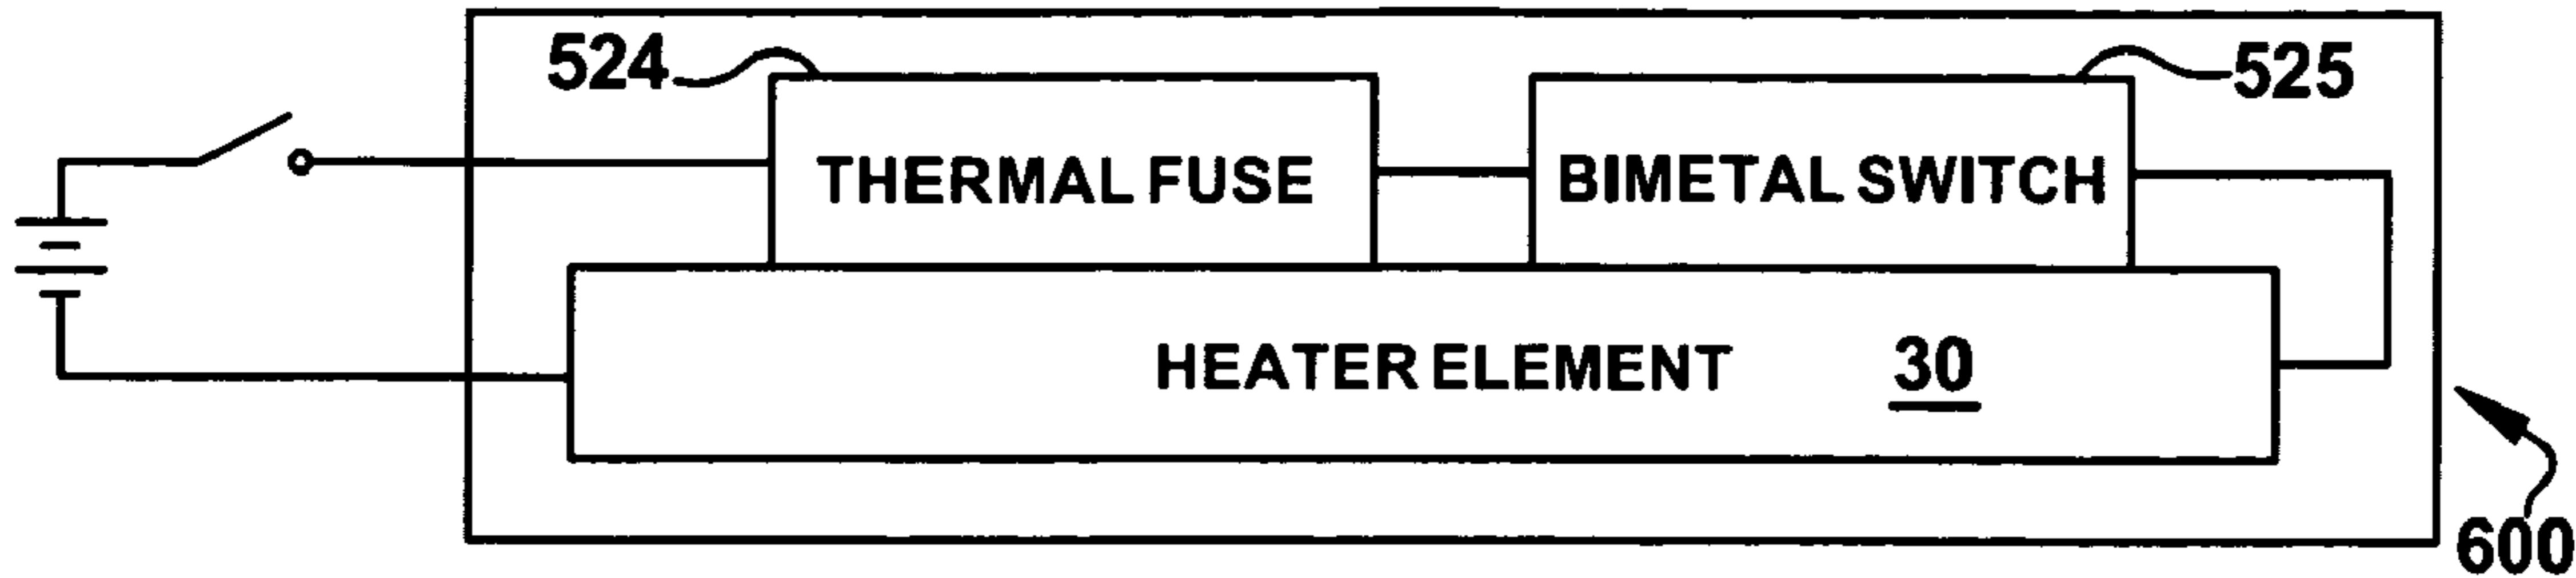 524
525
THERMAL FUSE
BIMETAL SWITCH
HEATER ELEMENT 30
600